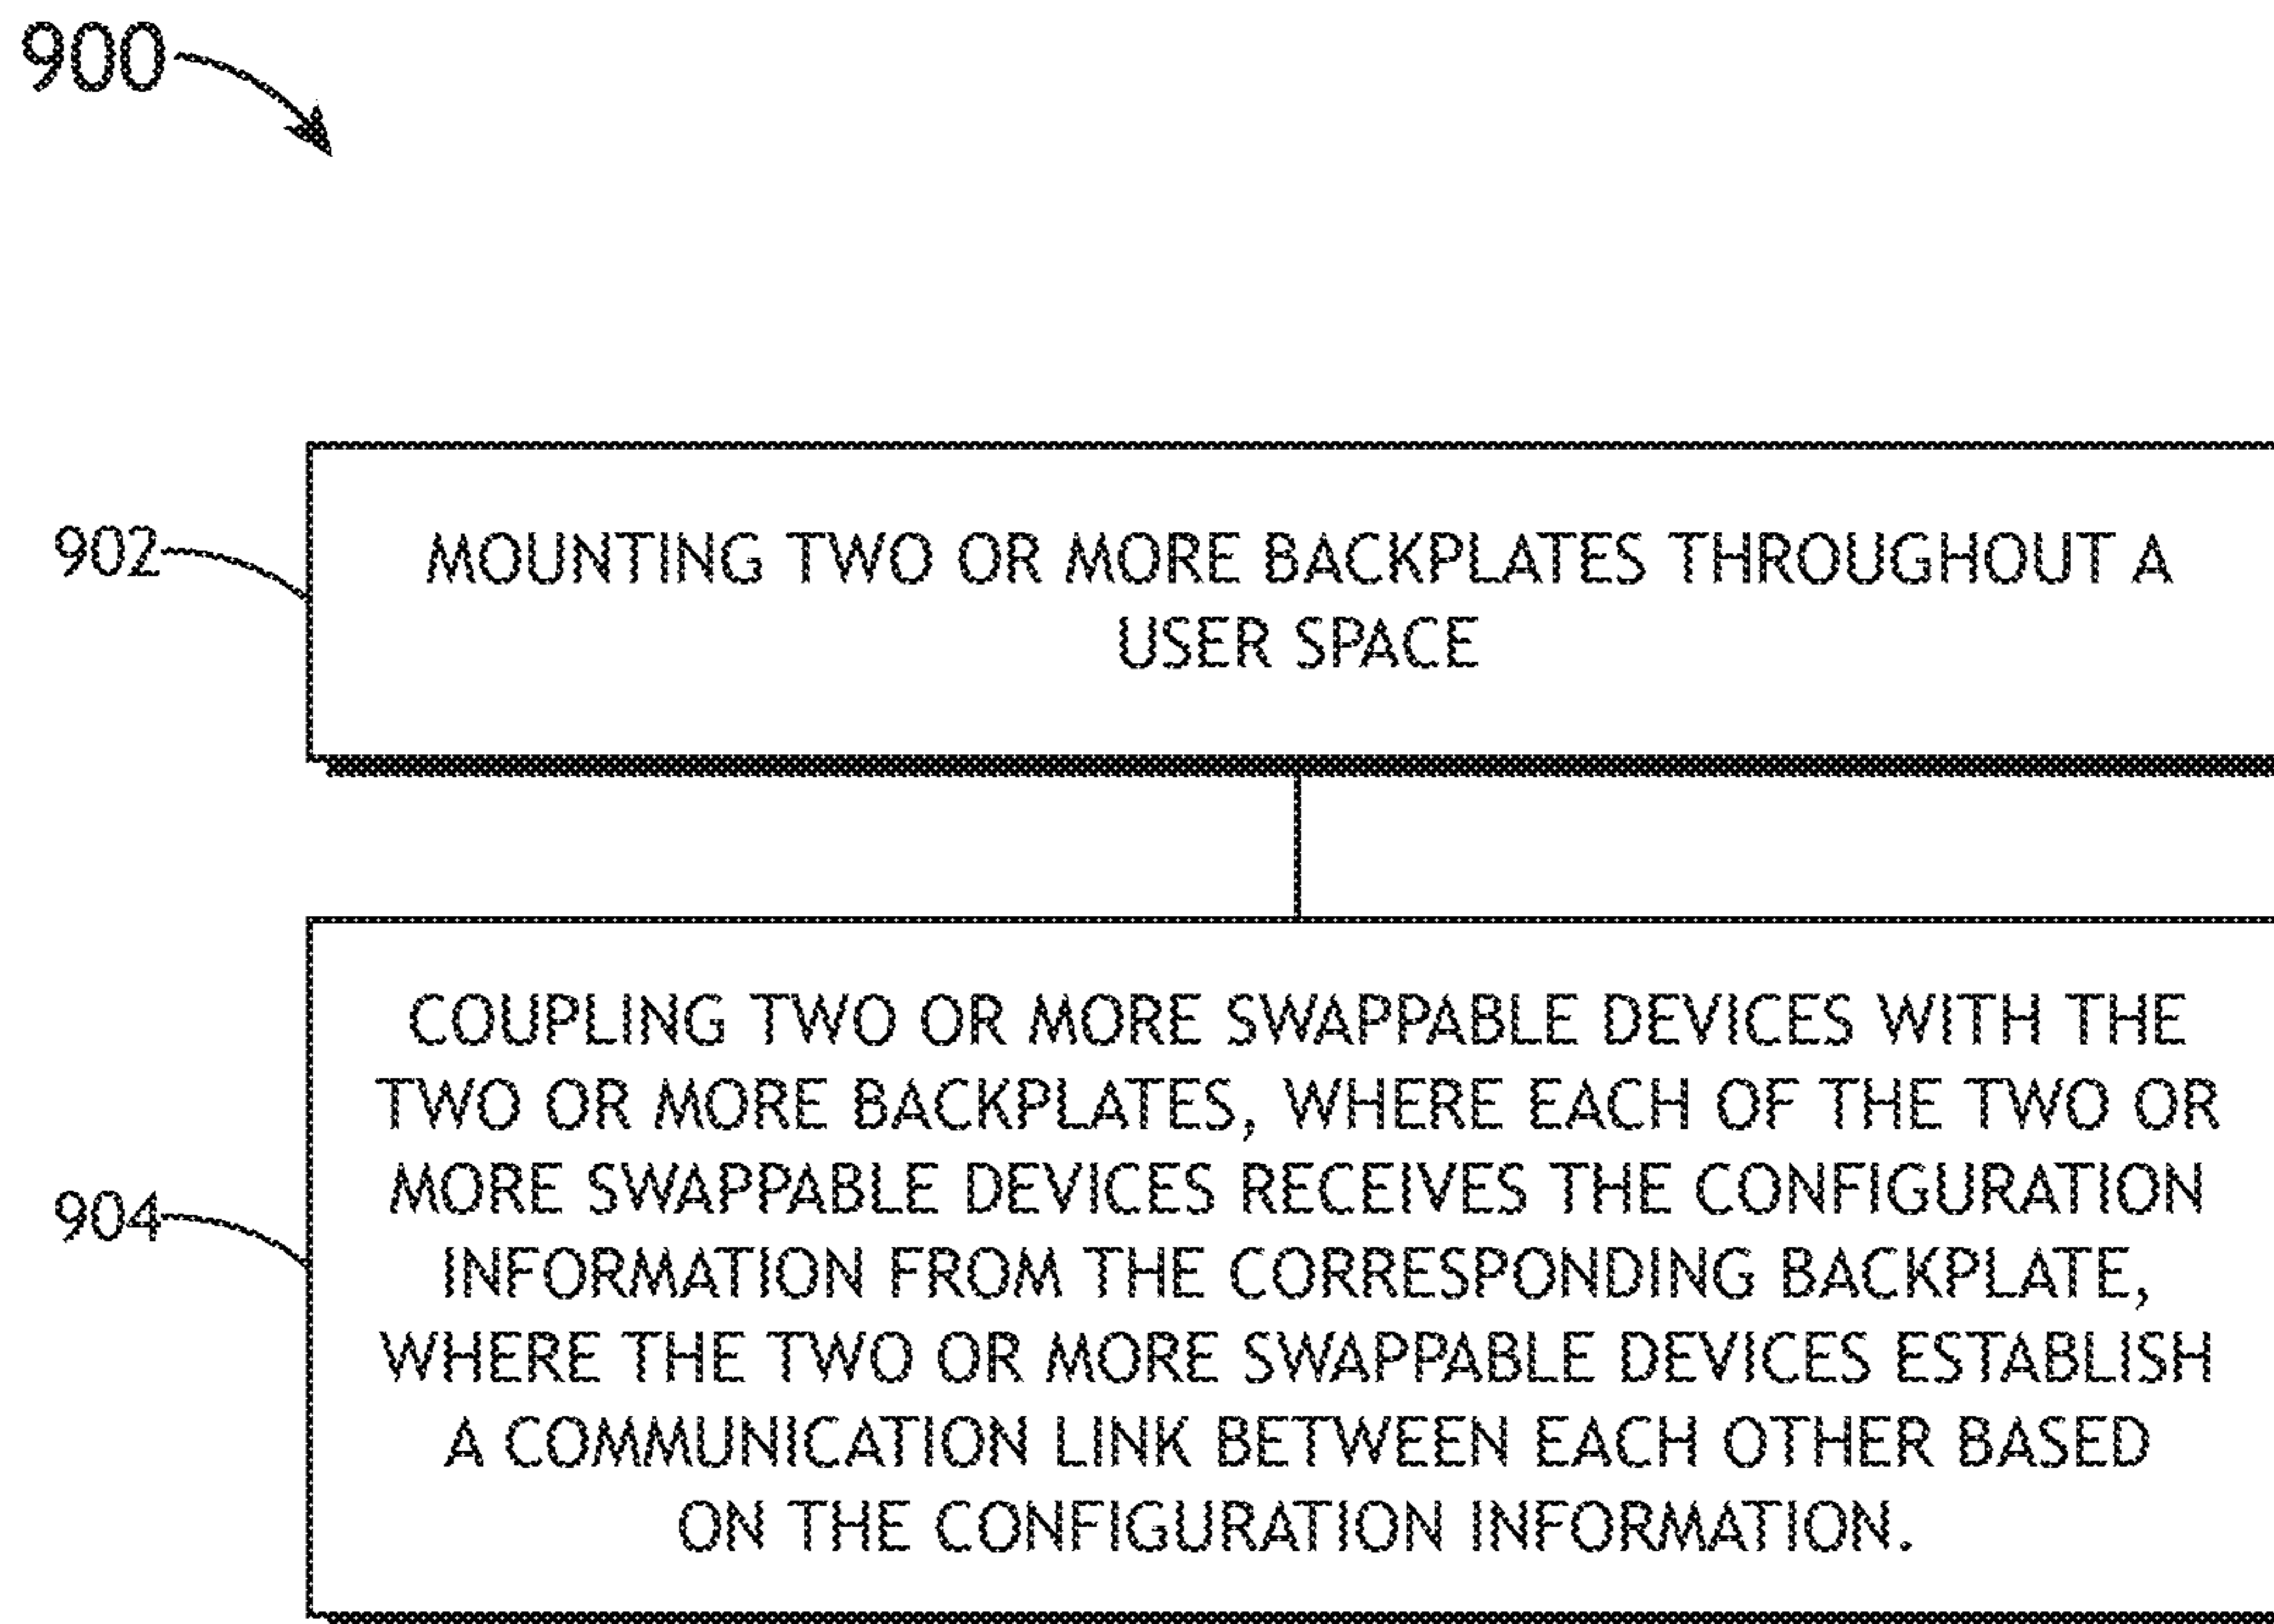 900
902
MOUNTING TWO OR MORE BACKPLATES THROUGHOUT A
USER SPACE
COUPLING TWO OR MORE SWAPPABLE DEVICES WITH THE
TWO OR MORE BACKPLATES, WHERE EACH OF THE TWO OR
MORE SWAPPABLE DEVICES RECEIVES THE CONFIGURATION
904
INFORMATION FROM THE CORRESPONDING BACKPLATE,
WHERE THE TWO OR MORE SWAPPABLE DEVICES ESTABLISH
A COMMUNICATION LINK BETWEEN EACH OTHER BASED
ON THE CONFIGURATION INFORMATION.